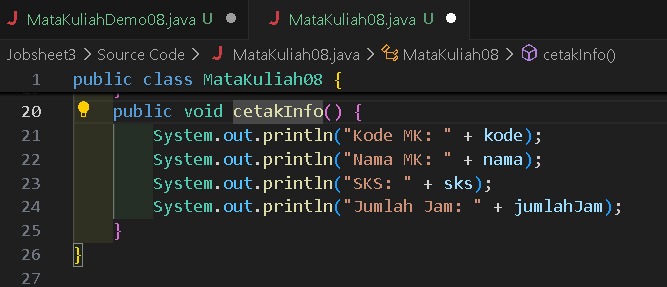 MataKuliahDemo08.java U MataKuliah08.java U
Jobsheet3 > Source Code > MataKuliah08.java > MataKuliah08 > cetakInfo()
1 public class MataKuliah08 {
20 public void cetakInfo() {
21 System.out.println("Kode MK: " + kode);
22 System.out.println("Nama MK: " + nama);
23 System.out.println("SKS: " + sks);
24 System.out.println("Jumlah Jam: " + jumlahJam);
25 }
26 }
27